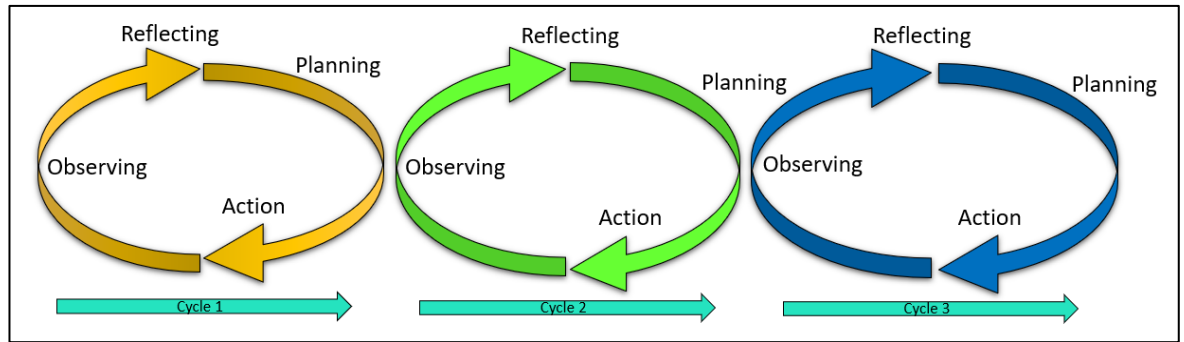 Reflecting
Planning
Observing
Action
Cycle 1
Reflecting
Planning
Observing
Action
Cycle 2
Reflecting
Planning
Observing
Action
Cycle 3